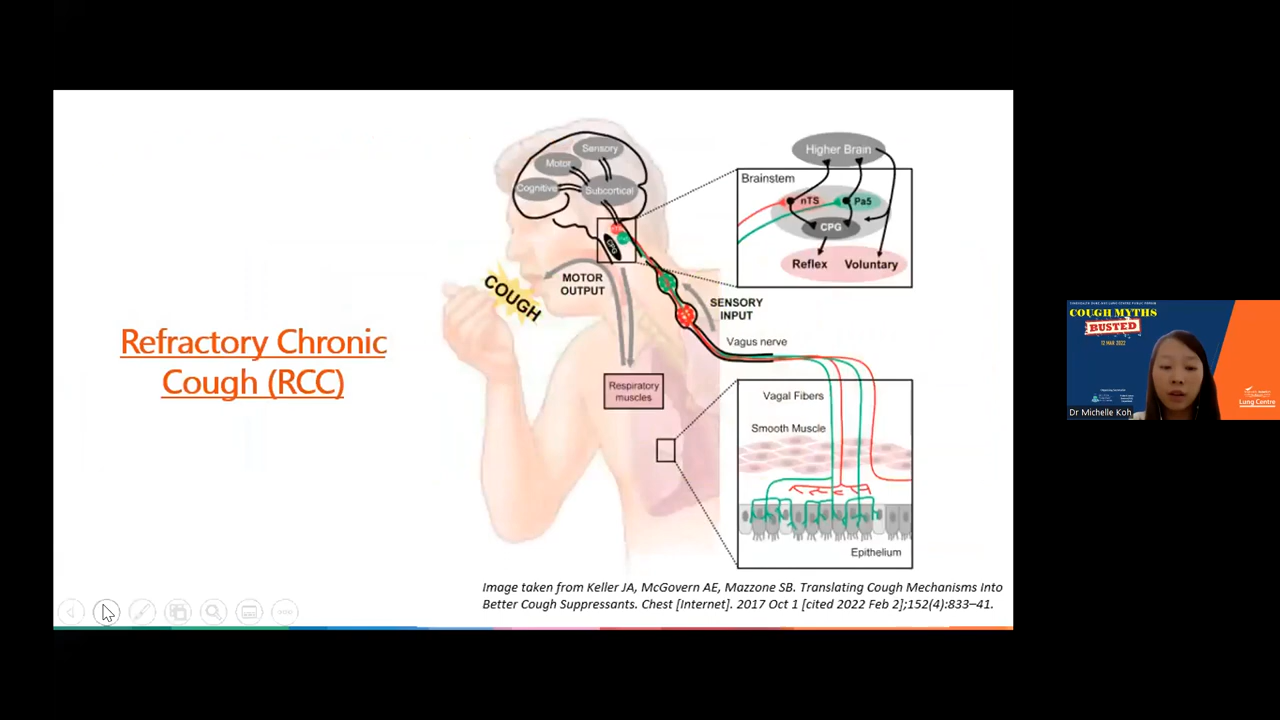 Refractory Chronic
Cough (RCC)
Sensory
Motor
Cognitive
Subcortical
CPG
COUGH
MOTOR
OUTPUT
SENSORY
INPUT
Vagus nerve
Respiratory
muscles
Higher Brain
Brainstem
nTS
Pa5
CPG
Reflex
Voluntary
Vagal Fibers
Smooth Muscle
Epithelium
Image taken from Keller JA, McGovern AE, Mazzone SB. Translating Cough Mechanisms Into
Better Cough Suppressants. Chest [Internet]. 2017 Oct 1 [cited 2022 Feb 2];152(4):833–41.
COUGH MYTHS
BUSTED
12 MAR 2022
Lung Centre
Dr Michelle Koh